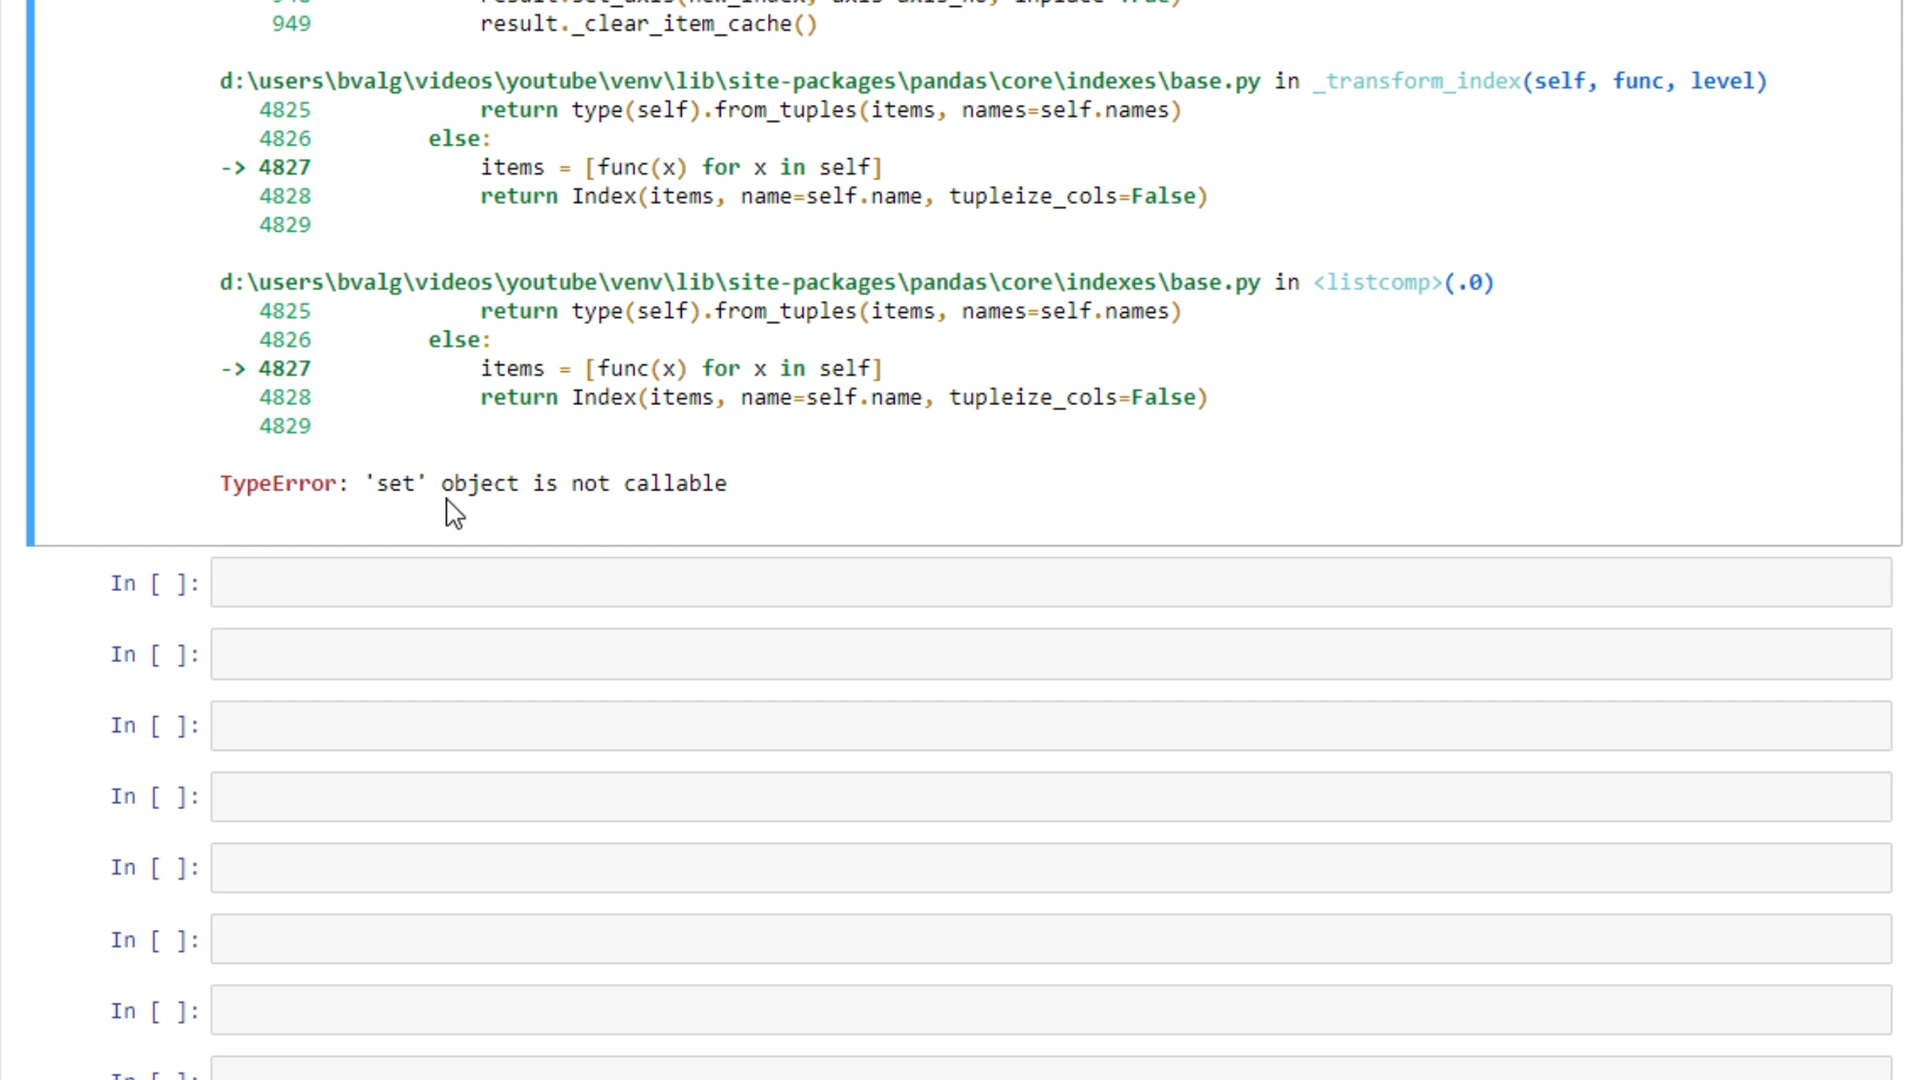 949 result._clear_item_cache()
d:\users\bvalg\videos\youtube\venv\lib\site-packages\pandas\core\indexes\base.py in _transform_index(self, func, level)
4825 return type(self).from_tuples(items, names=self.names)
4826 else:
-> 4827 items = [func(x) for x in self]
4828 return Index(items, name=self.name, tupleize_cols=False)
4829
d:\users\bvalg\videos\youtube\venv\lib\site-packages\pandas\core\indexes\base.py in <listcomp>(.0)
4825 return type(self).from_tuples(items, names=self.names)
4826 else:
-> 4827 items = [func(x) for x in self]
4828 return Index(items, name=self.name, tupleize_cols=False)
4829
TypeError: 'set' object is not callable
In [ ]:
In [ ]:
In [ ]:
In [ ]:
In [ ]:
In [ ]:
In [ ]: